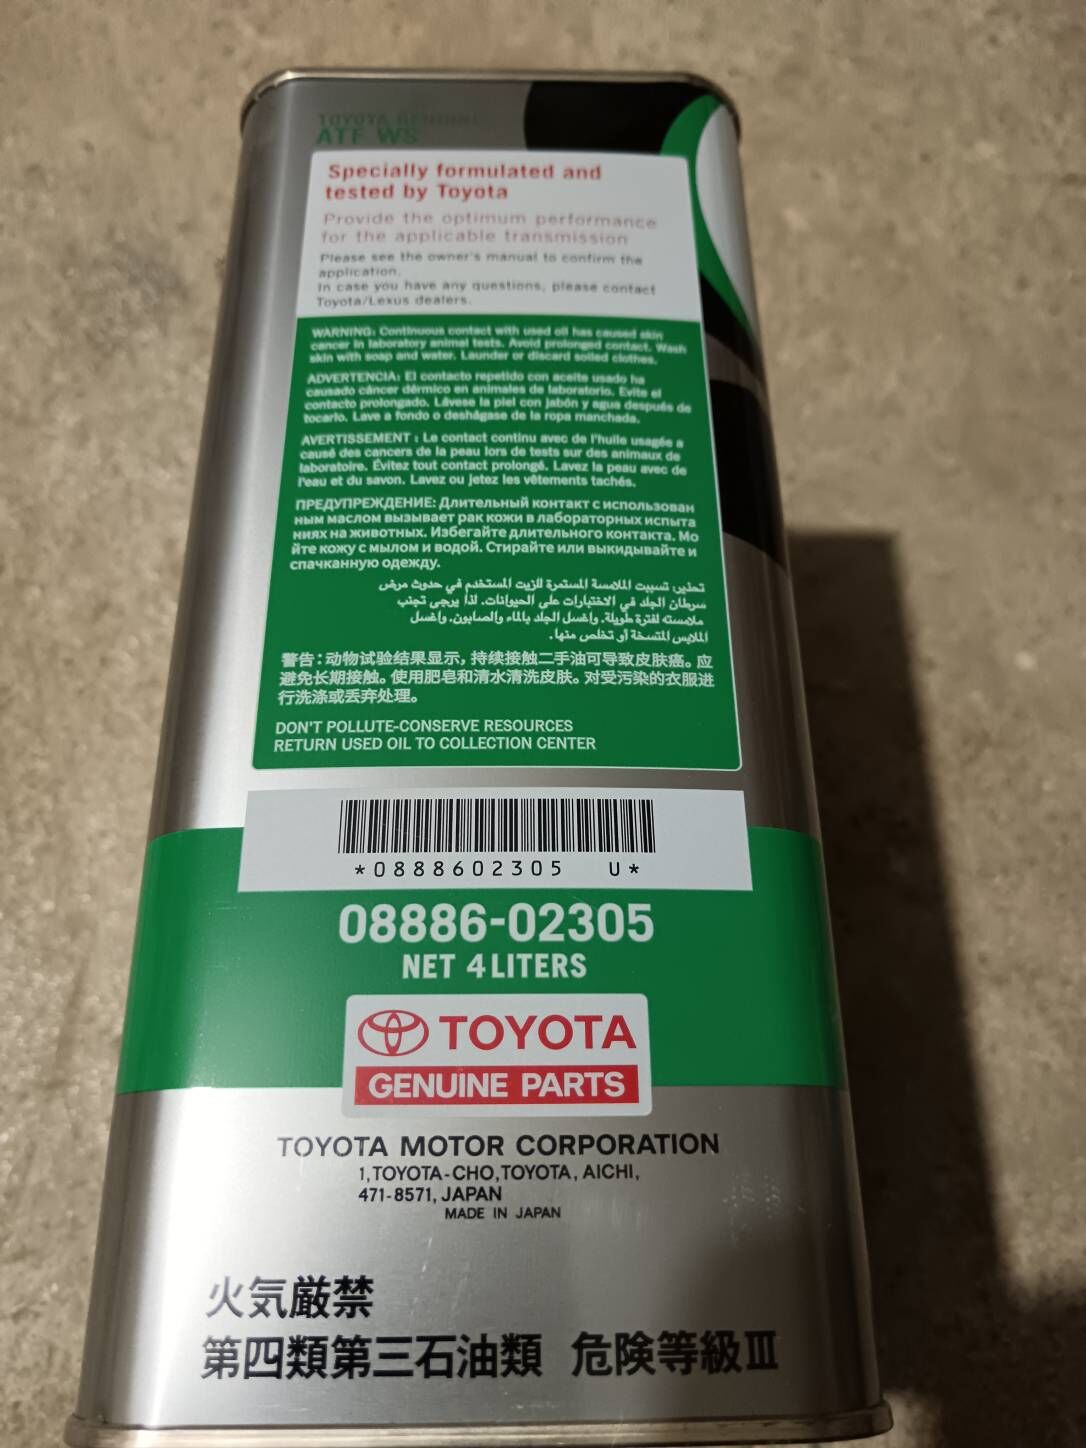 TOYOTA GENUINE
ATF WS
Specially formulated and
tested by Toyota
Provide the optimum performance
for the applicable transmission
Please see the owner's manual to confirm the
application.
In case you have any questions, please contact
Toyota/Lexus dealers.
WARNING: Continuous contact with used oil has caused skin
cancer in laboratory animal tests. Avoid prolonged contact. Wash
skin with soap and water. Launder or discard soiled clothes.
ADVERTENCIA: El contacto repetido con aceite usado ha
causado cáncer dérmico en animales de laboratorio. Evite el
contacto prolongado. Lávese la piel con jabón y agua después de
tocarlo. Lave a fondo o deshágase de la ropa manchada.
AVERTISSEMENT : Le contact continu avec de l'huile usagée a
causé des cancers de la peau lors de tests sur des animaux de
laboratoire. Évitez tout contact prolongé. Lavez la peau avec de
l'eau et du savon. Lavez ou jetez les vêtements tachés.
ПРЕДУПРЕЖДЕНИЕ: Длительный контакт с использован
ным маслом вызывает рак кожи в лабораторных испыта
ниях на животных. Избегайте длительного контакта. Мо
йте кожу с мылом и водой. Стирайте или выкидывайте и
спачканную одежду.
تحذير: تسببت الملامسة المستمرة للزيت المستخدم في حدوث مرض
سرطان الجلد في الاختبارات على الحيوانات. لذا يرجى تجنب
ملامسته لفترة طويلة. واغسل الجلد بالماء والصابون. واغسل
الملابس المتسخة أو تخلص منها.
警告：动物试验结果显示，持续接触二手油可导致皮肤癌。应
避免长期接触。使用肥皂和清水清洗皮肤。对受污染的衣服进
行洗涤或丢弃处理。
DON'T POLLUTE-CONSERVE RESOURCES
RETURN USED OIL TO COLLECTION CENTER
*0888602305 U*
08886-02305
NET 4 LITERS
TOYOTA
GENUINE PARTS
TOYOTA MOTOR CORPORATION
1,TOYOTA-CHO,TOYOTA, AICHI,
471-8571, JAPAN
MADE IN JAPAN
火気厳禁
第四類第三石油類 危険等級Ⅲ